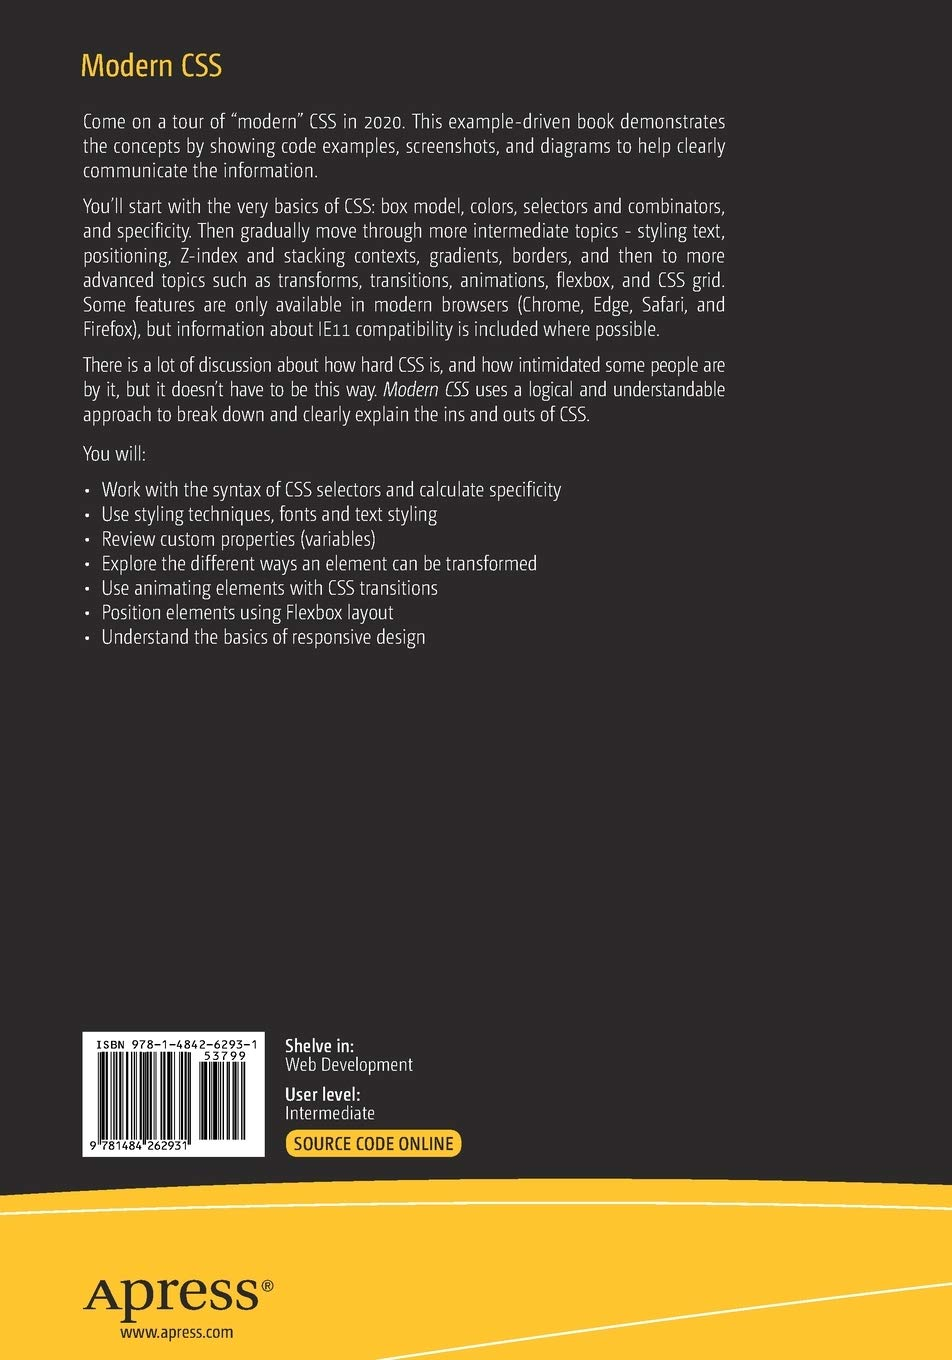 Modern CSS
Come on a tour of “modern” CSS in 2020. This example-driven book demonstrates
the concepts by showing code examples, screenshots, and diagrams to help clearly
communicate the information.
You’ll start with the very basics of CSS: box model, colors, selectors and combinators,
and specificity. Then gradually move through more intermediate topics - styling text,
positioning, Z-index and stacking contexts, gradients, borders, and then to more
advanced topics such as transforms, transitions, animations, flexbox, and CSS grid.
Some features are only available in modern browsers (Chrome, Edge, Safari, and
Firefox), but information about IE11 compatibility is included where possible.
There is a lot of discussion about how hard CSS is, and how intimidated some people are
by it, but it doesn’t have to be this way. Modern CSS uses a logical and understandable
approach to break down and clearly explain the ins and outs of CSS.
You will:
• Work with the syntax of CSS selectors and calculate specificity
• Use styling techniques, fonts and text styling
• Review custom properties (variables)
• Explore the different ways an element can be transformed
• Use animating elements with CSS transitions
• Position elements using Flexbox layout
• Understand the basics of responsive design
ISBN 978-1-4842-6293-1
53799
9 781484 262931
Shelve in:
Web Development
User level:
Intermediate
SOURCE CODE ONLINE
Apress®
www.apress.com